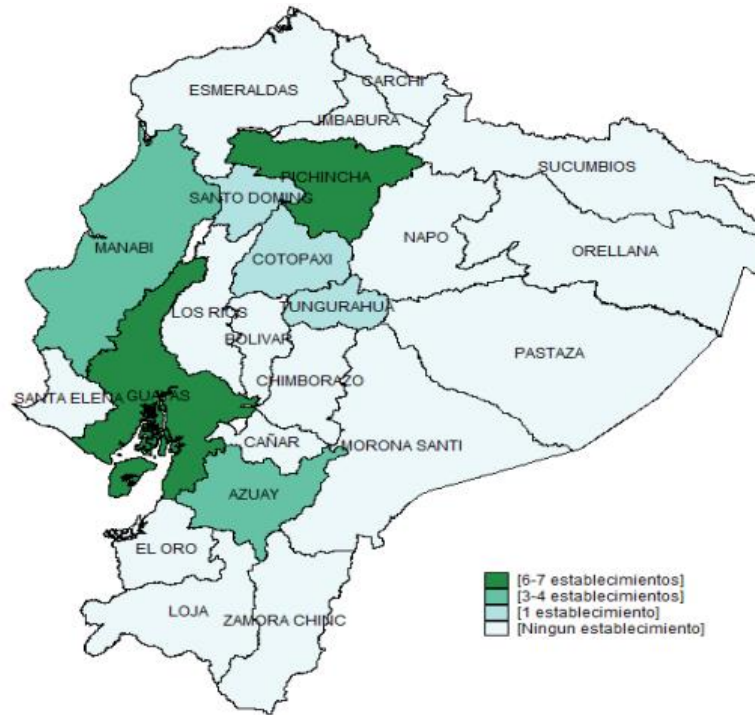 CARCHI
ESMERALDAS
IMBABURA
SUCUMBIOS
PICHINCHA
SANTO DOMING
NAPO
MANABI
ORELLANA
COTOPAXI
TUNGURAHUA
LOS RIOS
BOLIVAR
PASTAZA
CHIMBORAZO
SANTA ELENA
GUAYAS
CAÑAR
MORONA SANTI
AZUAY
EL ORO
LOJA
ZAMORA CHINC
[6-7 establecimientos]
[3-4 establecimientos]
[1 establecimiento]
[Ningun establecimiento]